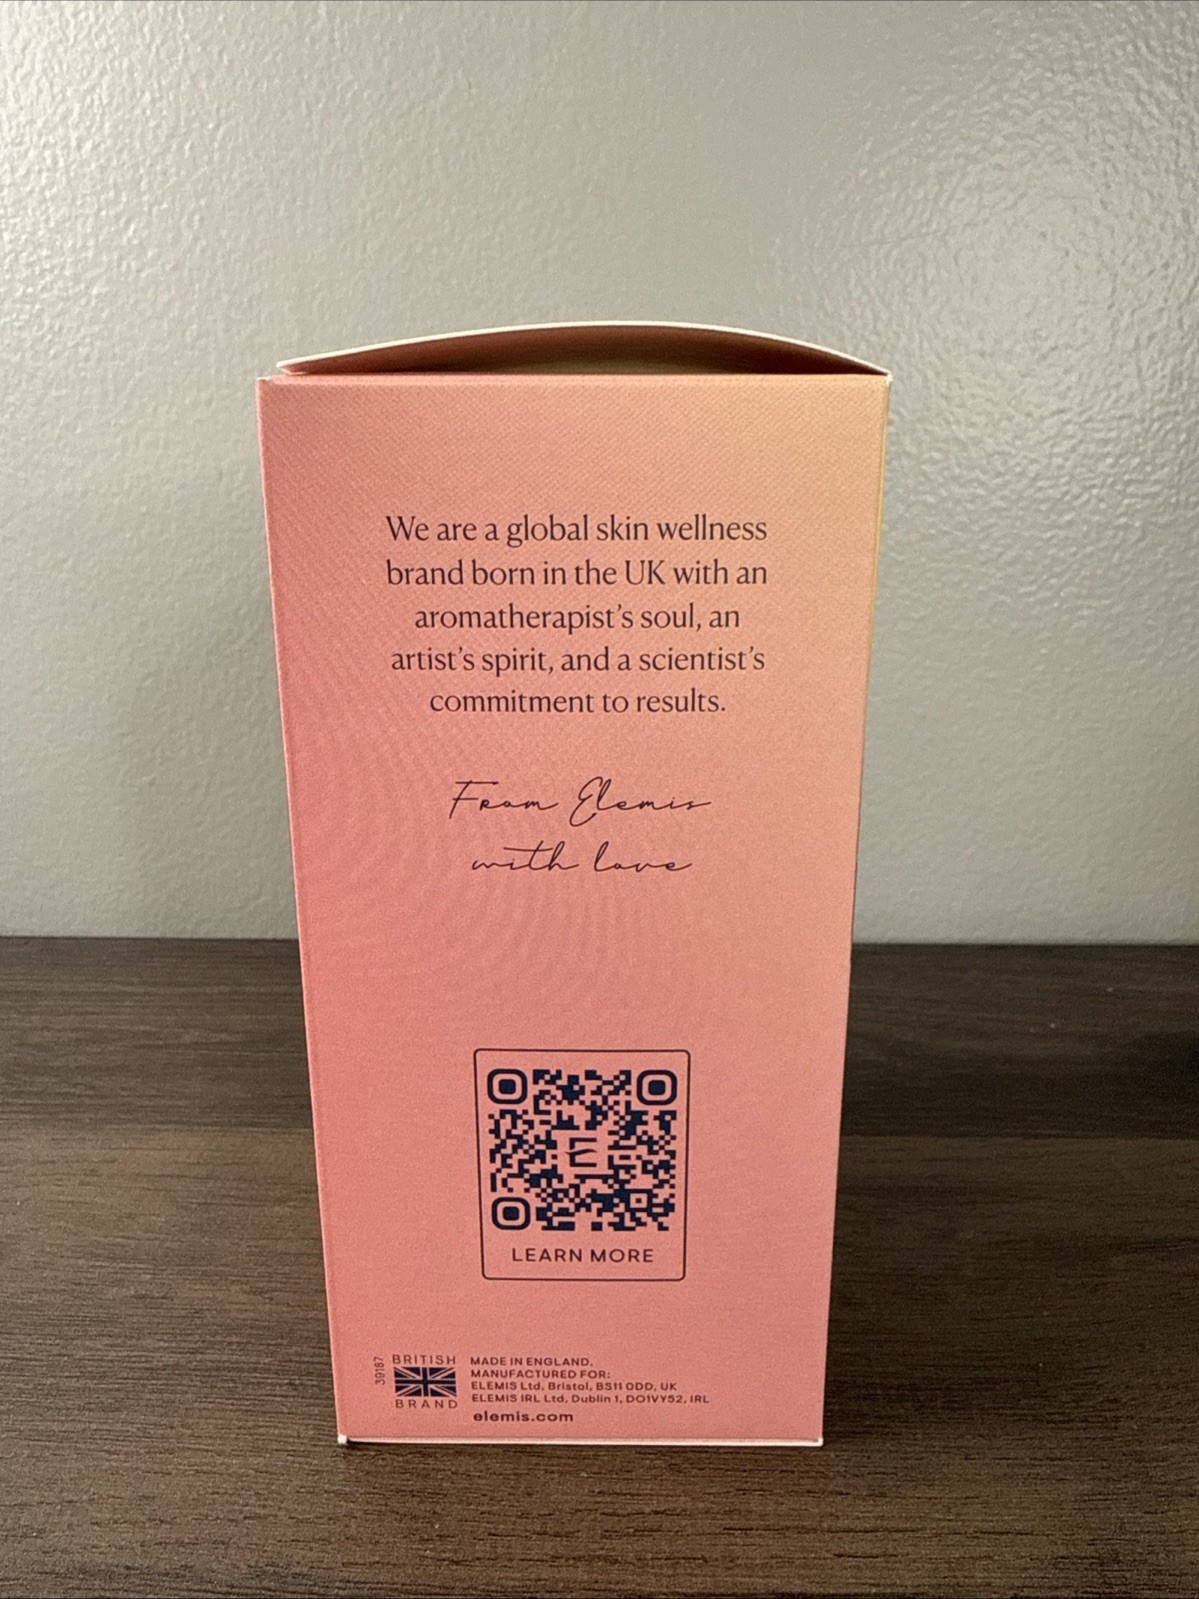 We are a global skin wellness
brand born in the UK with an
aromatherapist's soul, an
artist's spirit, and a scientist's
commitment to results.
From Elemis
with love
E
LEARN MORE
39187
BRITISH
BRAND
MADE IN ENGLAND.
MANUFACTURED FOR:
ELEMIS Ltd, Bristol, BS11 0DD, UK
ELEMIS IRL Ltd, Dublin 1, DO1VY52, IRL
elemis.com